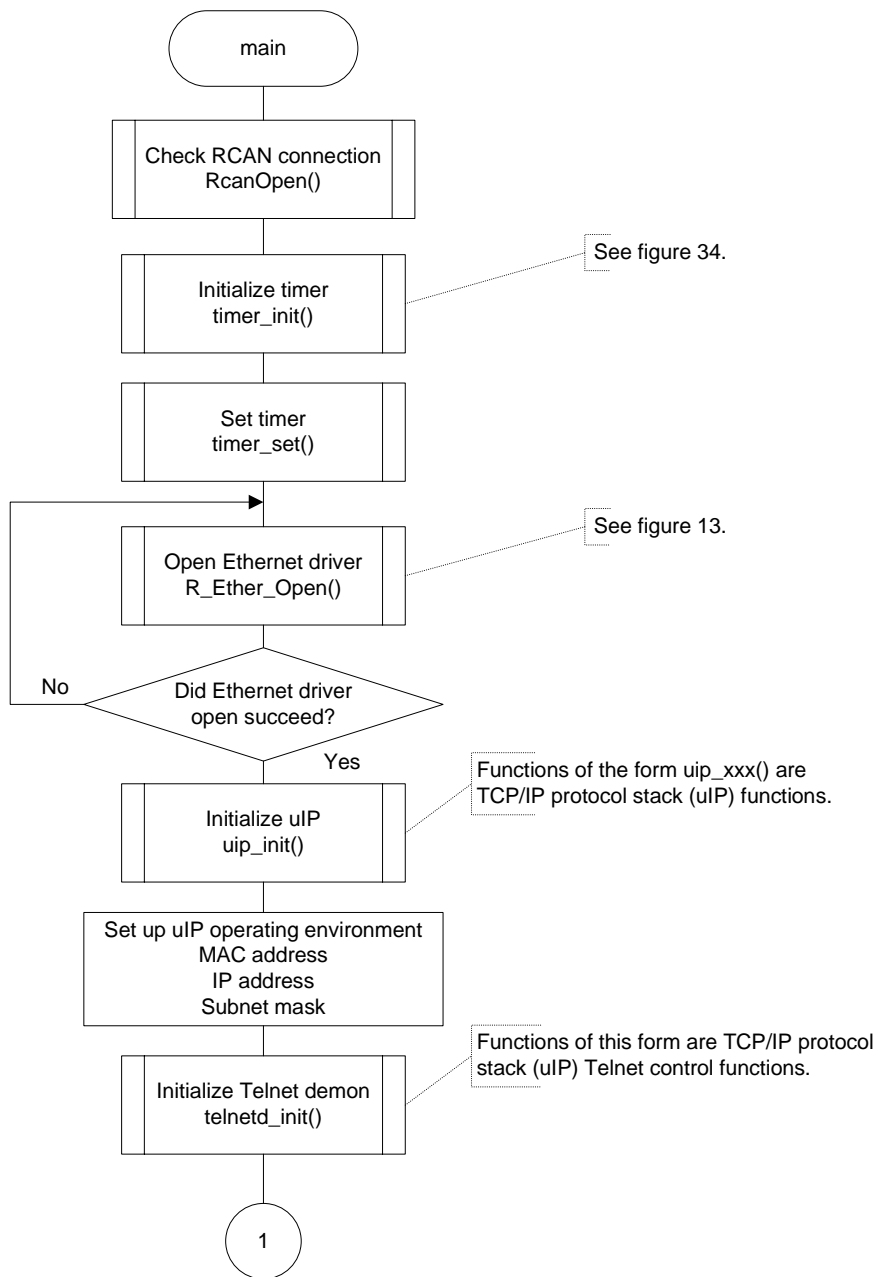 main
Check RCAN connection
RcanOpen()
See figure 34.
Initialize timer
timer_init()
Set timer
timer_set()
See figure 13.
Open Ethernet driver
R_Ether_Open()
No
Did Ethernet driver
open succeed?
Yes
Functions of the form uip_xxx() are
TCP/IP protocol stack (uIP) functions.
Initialize uIP
uip_init()
Set up uIP operating environment
MAC address
IP address
Subnet mask
Functions of this form are TCP/IP protocol
stack (uIP) Telnet control functions.
Initialize Telnet demon
telnetd_init()
1